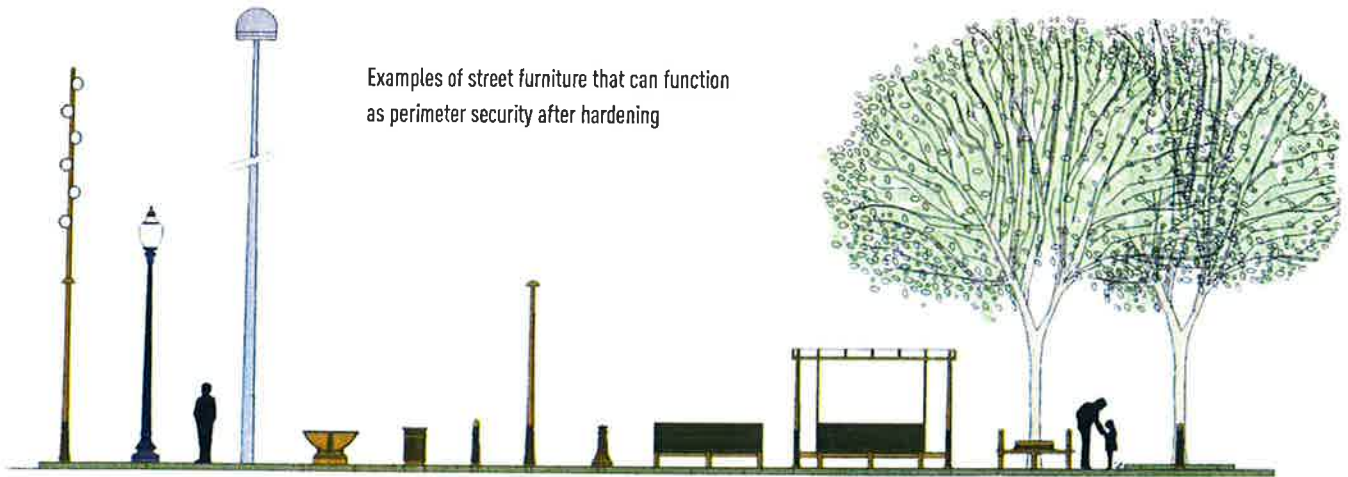 Examples of street furniture that can function
as perimeter security after hardening